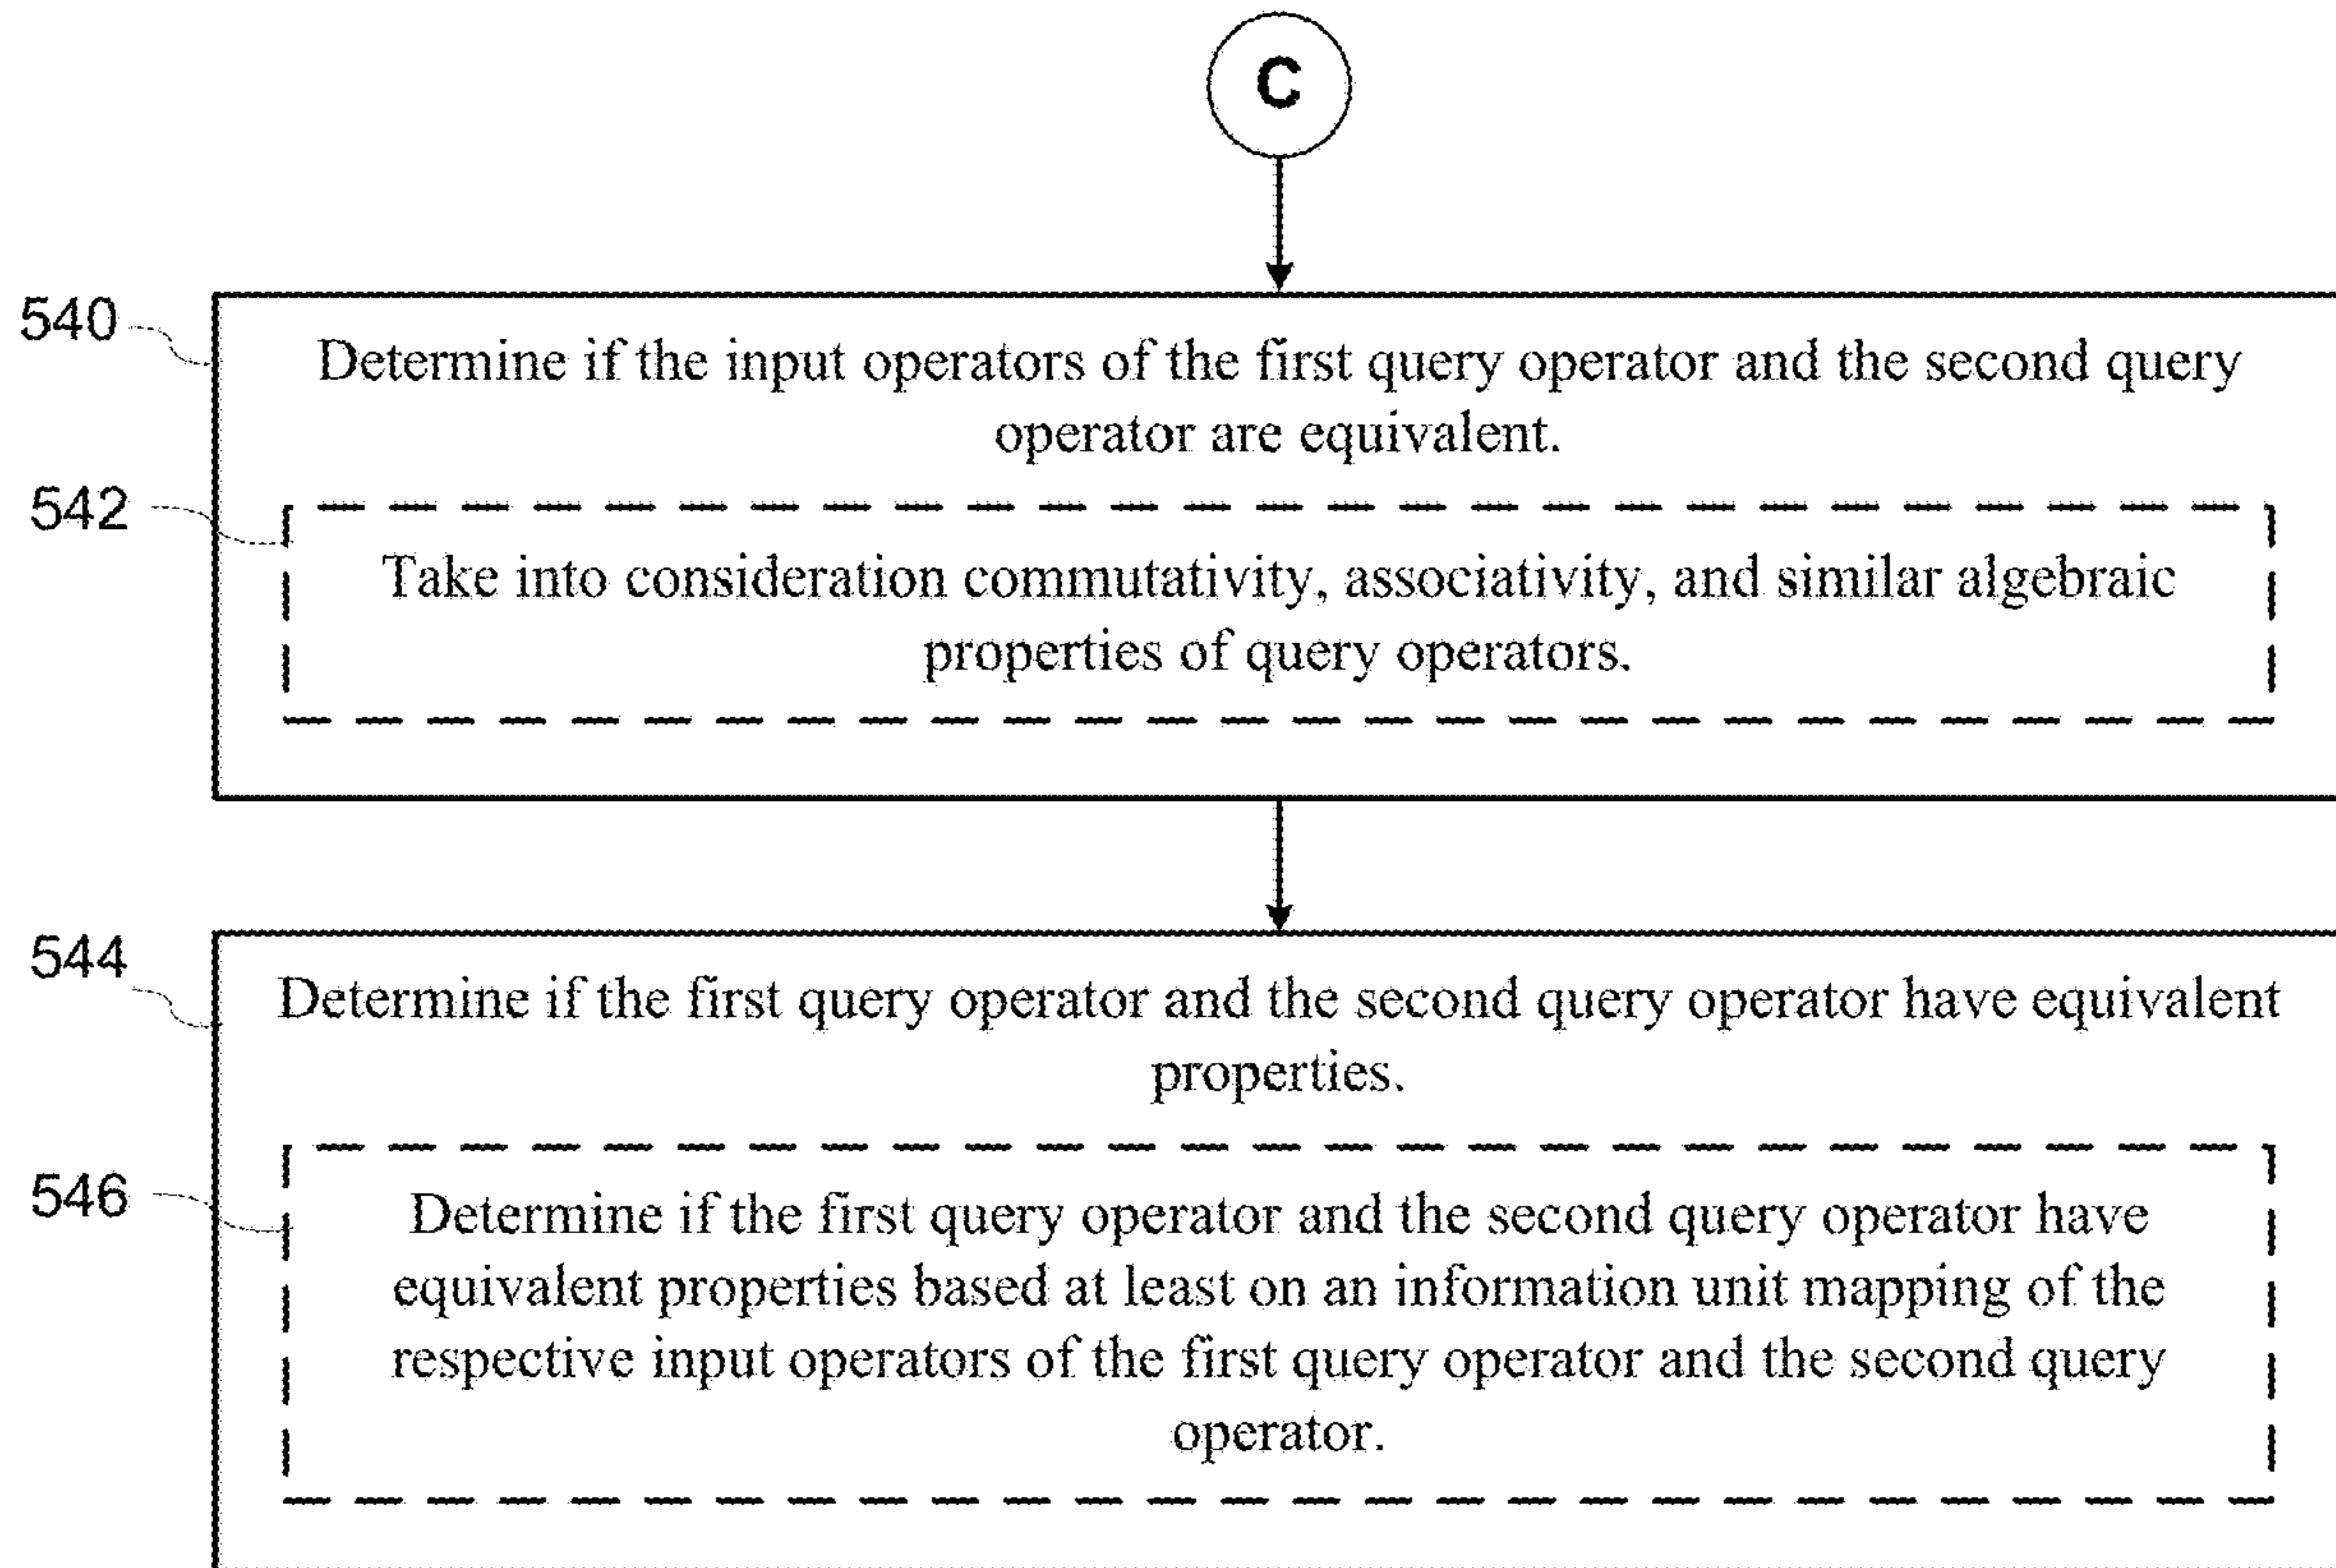 C
540
Determine if the input operators of the first query operator and the second query
operator are equivalent.
542
Take into consideration commutativity, associativity, and similar algebraic
properties of query operators.
544
Determine if the first query operator and the second query operator have equivalent
properties.
546
Determine if the first query operator and the second query operator have
equivalent properties based at least on an information unit mapping of the
respective input operators of the first query operator and the second query
operator.